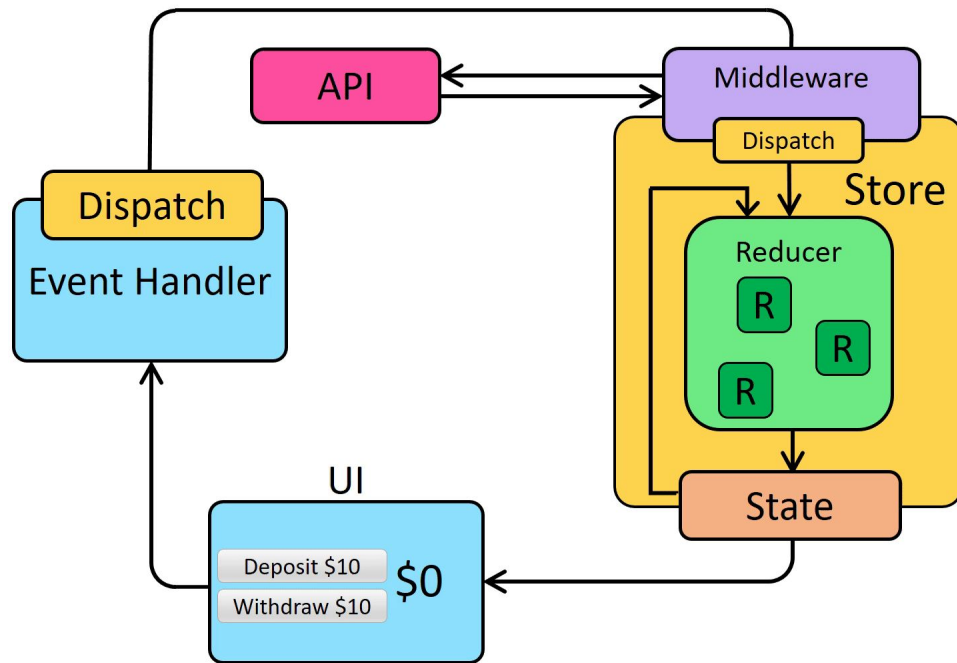 API
Middleware
Dispatch
Store
Dispatch
Event Handler
Reducer
R
R
R
UI
Deposit $10
Withdraw $10
$0
State